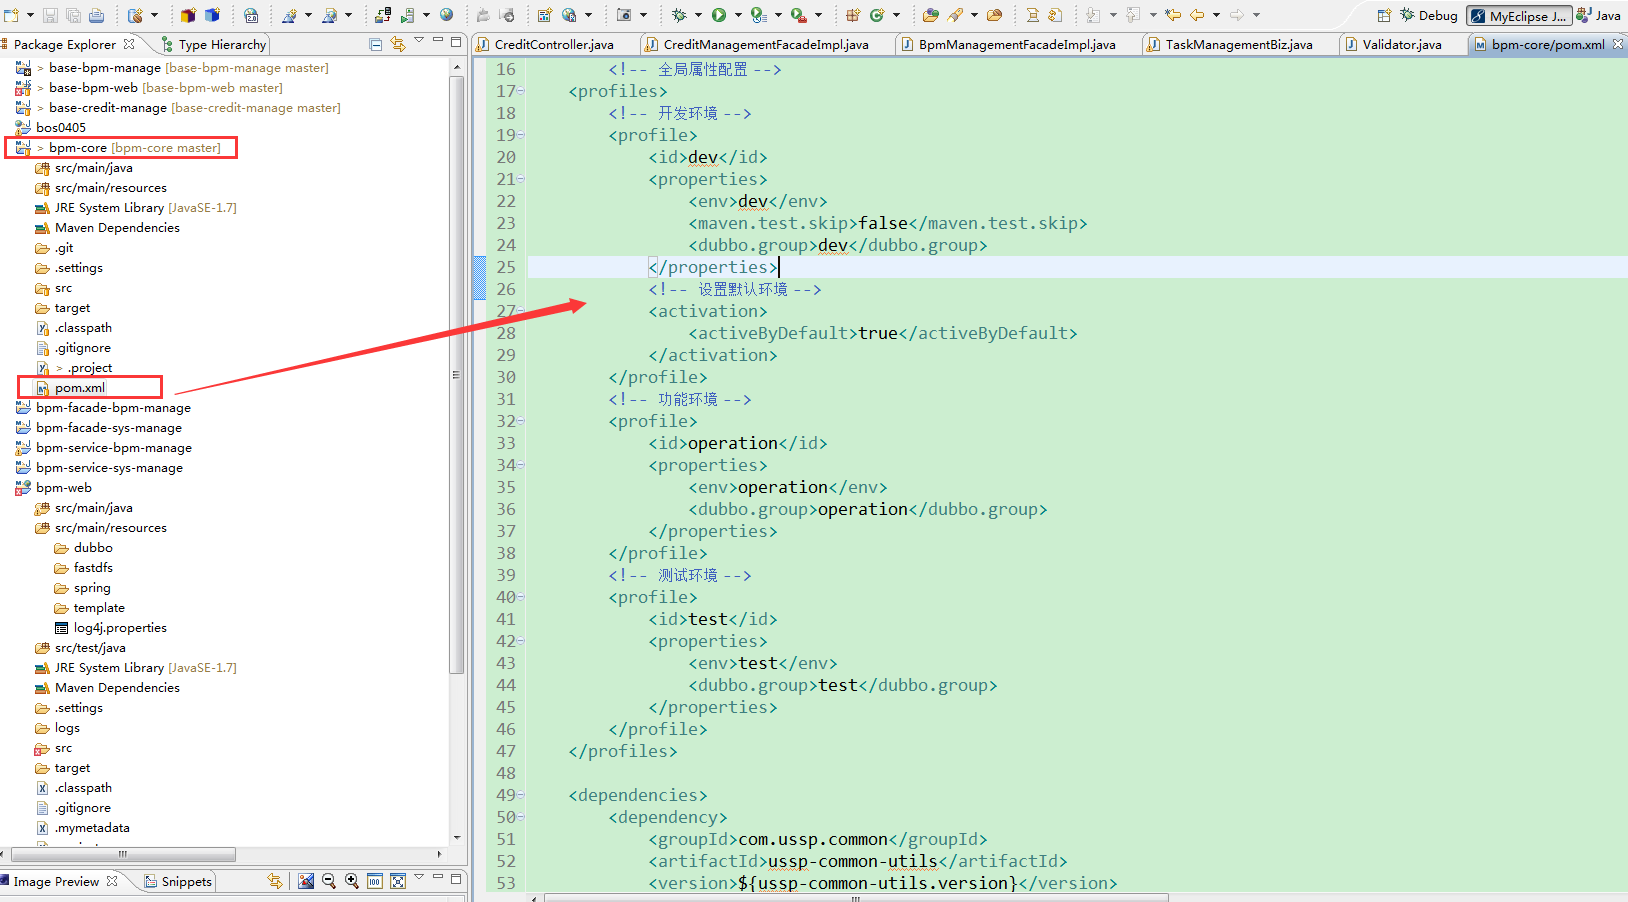 Debug
MyEclipse J...
Java
Package Explorer
Type Hierarchy
> base-bpm-manage [base-bpm-manage master]
> base-bpm-web [base-bpm-web master]
> base-credit-manage [base-credit-manage master]
bos0405
> bpm-core [bpm-core master]
src/main/java
src/main/resources
JRE System Library [JavaSE-1.7]
Maven Dependencies
.git
.settings
src
target
.classpath
.gitignore
> .project
pom.xml
bpm-facade-bpm-manage
bpm-facade-sys-manage
bpm-service-bpm-manage
bpm-service-sys-manage
bpm-web
src/main/java
src/main/resources
dubbo
fastdfs
spring
template
log4j.properties
src/test/java
JRE System Library [JavaSE-1.7]
Maven Dependencies
.settings
logs
src
target
.classpath
.gitignore
.mymetadata
Image Preview
Snippets
CreditController.java
CreditManagementFacadeImpl.java
BpmManagementFacadeImpl.java
TaskManagementBiz.java
Validator.java
bpm-core/pom.xml
16 <!-- 全局属性配置 -->
17 <profiles>
18 <!-- 开发环境 -->
19 <profile>
20 <id>dev</id>
21 <properties>
22 <env>dev</env>
23 <maven.test.skip>false</maven.test.skip>
24 <dubbo.group>dev</dubbo.group>
25 </properties>
26 <!-- 设置默认环境 -->
27 <activation>
28 <activeByDefault>true</activeByDefault>
29 </activation>
30 </profile>
31 <!-- 功能环境 -->
32 <profile>
33 <id>operation</id>
34 <properties>
35 <env>operation</env>
36 <dubbo.group>operation</dubbo.group>
37 </properties>
38 </profile>
39 <!-- 测试环境 -->
40 <profile>
41 <id>test</id>
42 <properties>
43 <env>test</env>
44 <dubbo.group>test</dubbo.group>
45 </properties>
46 </profile>
47 </profiles>
48
49 <dependencies>
50 <dependency>
51 <groupId>com.ussp.common</groupId>
52 <artifactId>ussp-common-utils</artifactId>
53 <version>${ussp-common-utils.version}</version>